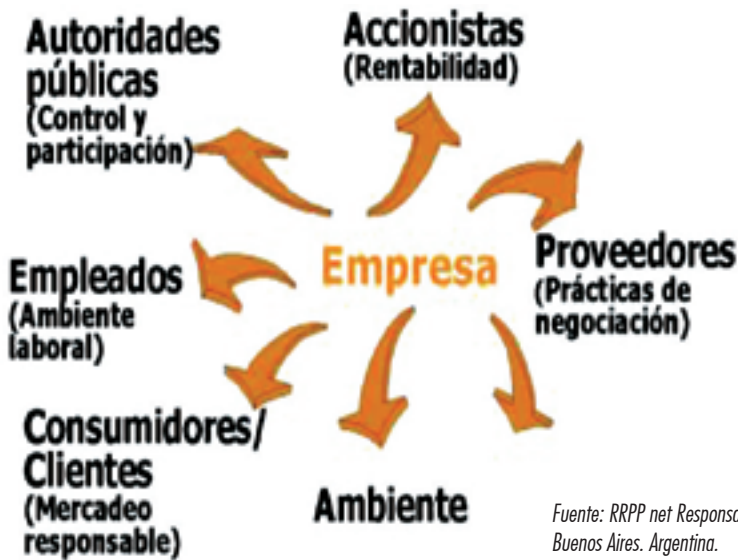 Autoridades
públicas
(Control y
participación)
Accionistas
(Rentabilidad)
Empresa
Proveedores
(Prácticas de
negociación)
Empleados
(Ambiente
laboral)
Consumidores/
Clientes
(Mercadeo
responsable)
Ambiente
Fuente: RRPP net
Buenos Aires. Argentina.